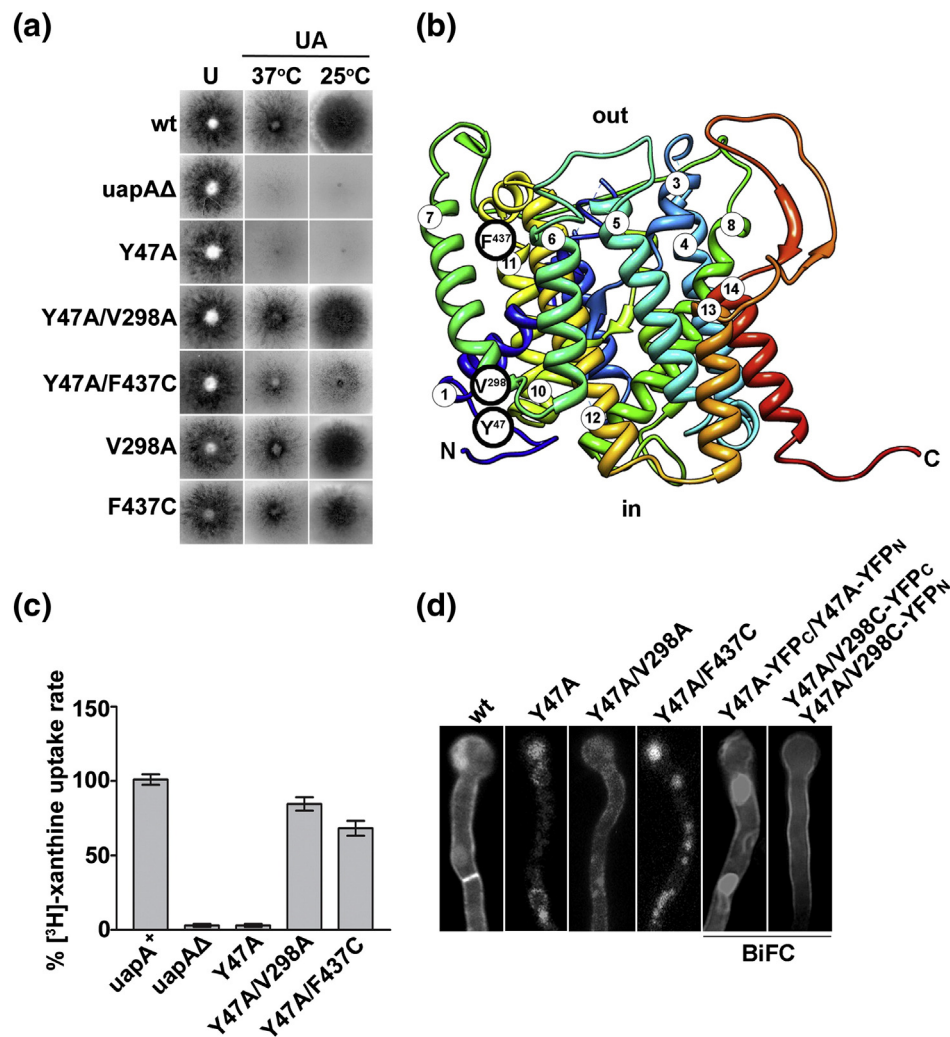 (a)
UA
U 37°C 25°C
wt
uapAΔ
Y47A
Y47A/V298A
Y47A/F437C
V298A
F437C
(b)
out
3
7
5
8
F437
6
4
11
14
13
V298
1
10
12
Y47
N
C
in
(c)
% [3H]-xanthine uptake rate
150
100
50
0
uapA+
uapAΔ
Y47A
Y47A/V298A
Y47A/F437C
(d)
wt
Y47A
Y47A/V298A
Y47A/F437C
Y47A-YFPC/Y47A-YFPN
Y47A/V298C-YFPC
Y47A/V298C-YFPN
BiFC